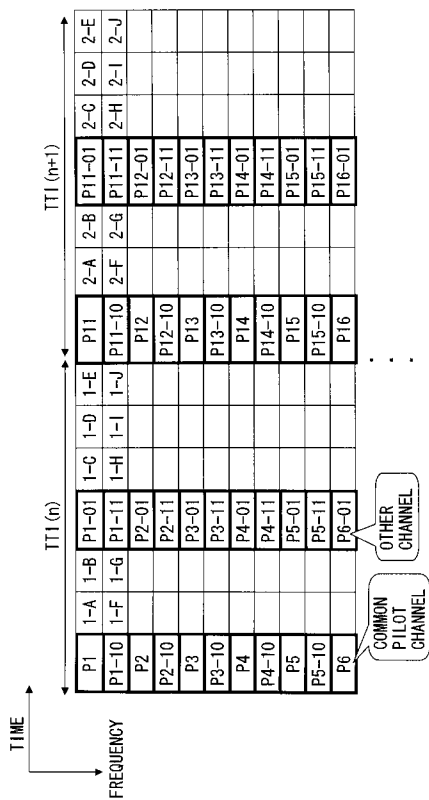 TIME
FREQUENCY
TTI(n) TTI(n+1)
P1 1-A 1-B P1-01 1-C 1-D 1-E P11 2-A 2-B P11-01 2-C 2-D 2-E
P1-10 1-F 1-G P1-11 1-H 1-I 1-J P11-10 2-F 2-G P11-11 2-H 2-I 2-J
P2 P2-01 P12 P12-01
P2-10 P2-11 P12-10 P12-11
P3 P3-01 P13 P13-01
P3-10 P3-11 P13-10 P13-11
P4 P4-01 P14 P14-01
P4-10 P4-11 P14-10 P14-11
P5 P5-01 P15 P15-01
P5-10 P5-11 P15-10 P15-11
P6 P6-01 P16 P16-01
. . .
COMMON
PILOT
CHANNEL
OTHER
CHANNEL